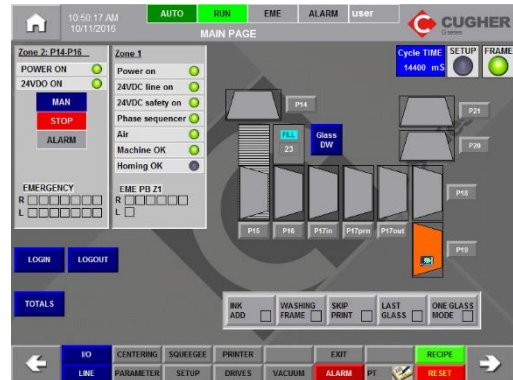 10:50:17 AM
10/11/2016
AUTO RUN EME ALARM user
MAIN PAGE
CUGHER
G series
Zone 2: P14-P16
POWER ON
24VDO ON
MAN
STOP
ALARM
EMERGENCY
R
L
Zone 1
Power on
24VDC line on
24VDC safety on
Phase sequencer
Air
Machine OK
Homing OK
EME PB Z1
R
L
Cycle TIME
14400 mS
SETUP
FRAME
P14
FILL
23
Glass
DW
P21
P20
P18
P15 P16 P17in P17prn P17out
P19
LOGIN LOGOUT
TOTALS
INK
ADD
WASHING
FRAME
SKIP
PRINT
LAST
GLASS
ONE GLASS
MODE
I/O CENTERING SQUEEGEE PRINTER EXIT RECIPE
LINE PARAMETER SETUP DRIVES VACUUM ALARM PT RESET